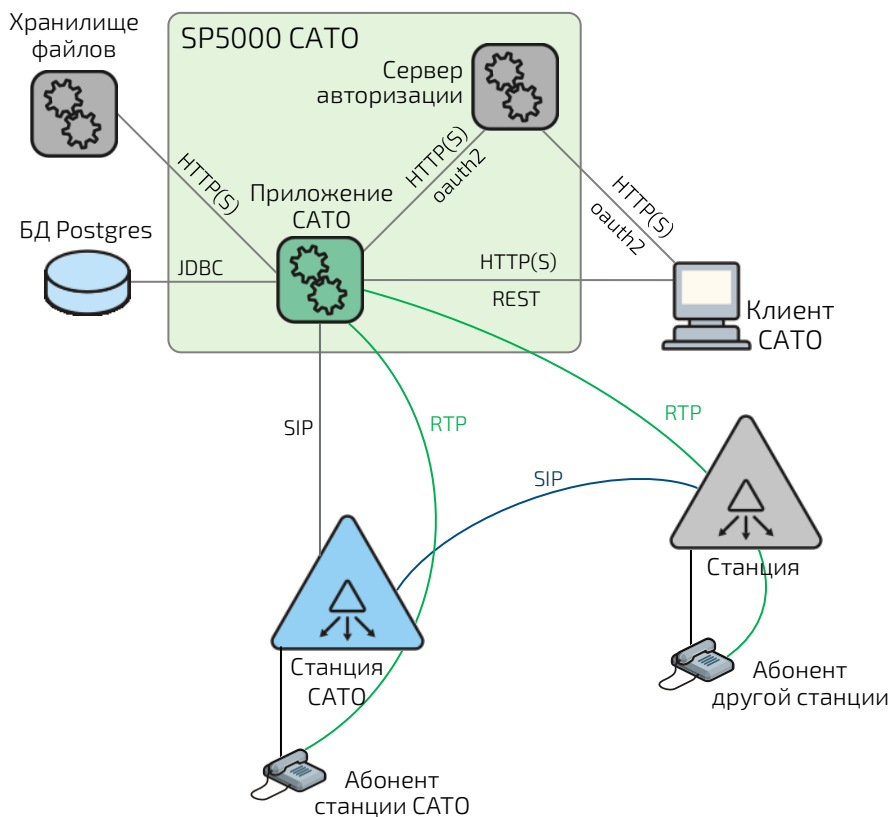 Хранилище
файлов
SP5000 САТО
Сервер
авторизации
HTTP(S)
HTTP(S)
oauth2
HTTP(S)
oauth2
Приложение
САТО
БД Postgres
JDBC
HTTP(S)
REST
Клиент
САТО
SIP
RTP
RTP
SIP
Станция
Станция
САТО
Абонент
другой станции
Абонент
станции САТО